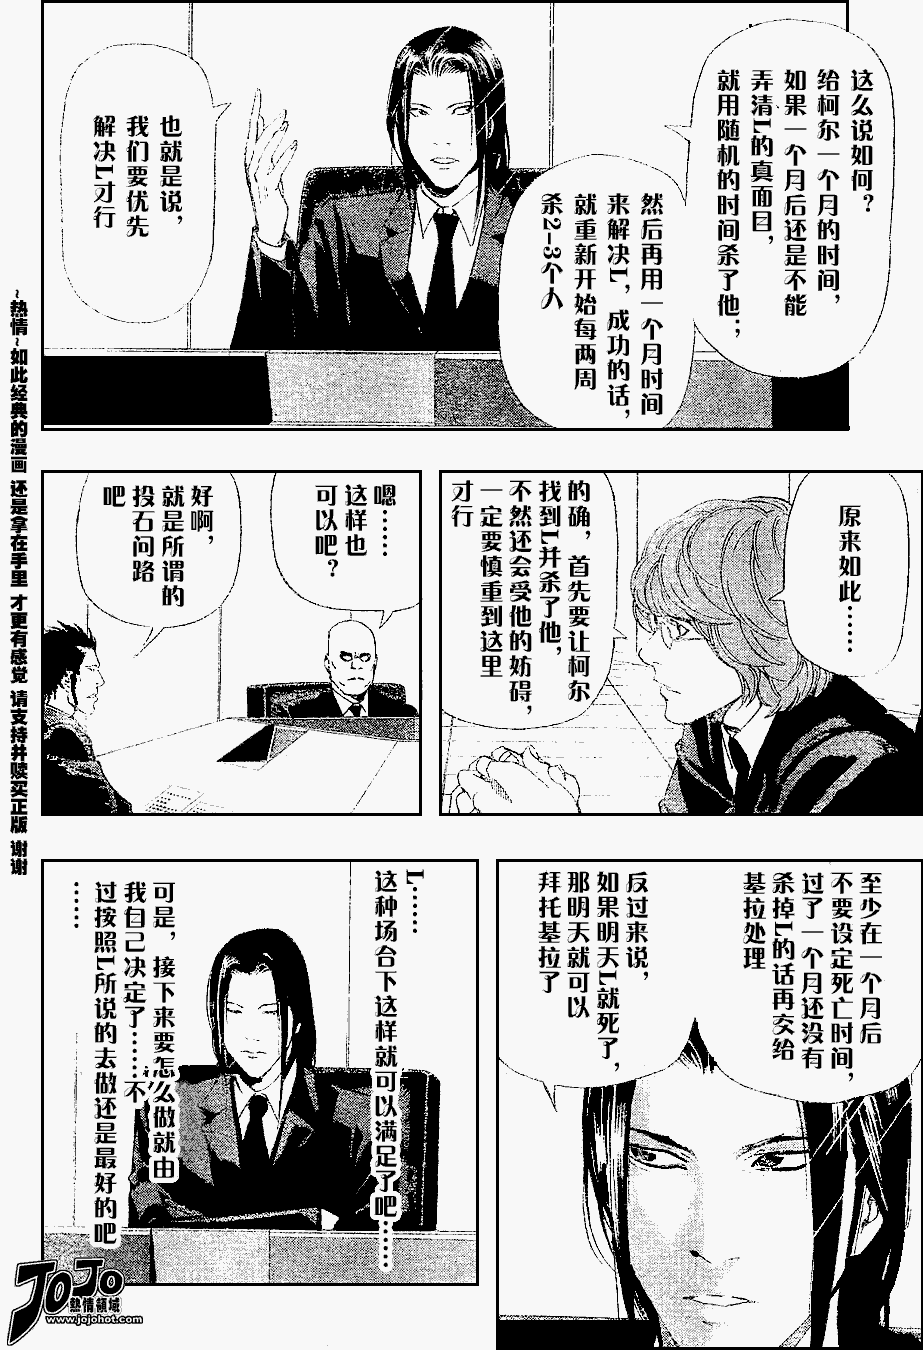 这么说如何？
给柯尔一个月的时间，
如果一个月后还是不能
弄清L的真面目，
就用随机的时间杀了他；
然后再用一个月时间
来解决L，成功的话，
就重新开始每两周
杀2-3个人
也就是说，
我们要优先
解决L才行
原来如此……
的确，首先要让柯尔
找到L并杀了他，
不然还会受他的妨碍，
一定要慎重到这里
才行
嗯……
这样也
可以吧？
好啊，
就是所谓的
投石问路
吧
至少在一个月后
不要设定死亡时间，
过了一个月还没有
杀掉L的话再交给
基拉处理
反过来说，
如果明天L就死了，
那明天就可以
拜托基拉了
L……
这种场合下这样就可以满足了吧……
可是，接下来要怎么做就由
我自己决定了……不
过按照L所说的去做还是最好的吧
……
~热情~如此经典的漫画 还是拿在手里 才更有感觉 请支持并赎买正版 谢谢
JOJO
热情领域
www.jojohot.com